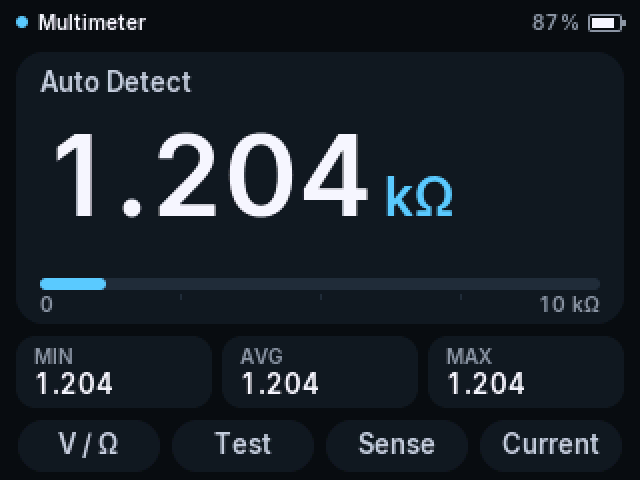 Multimeter 87%
Auto Detect
1.204 kΩ
0 10 kΩ
MIN AVG MAX
1.204 1.204 1.204
V / Ω Test Sense Current